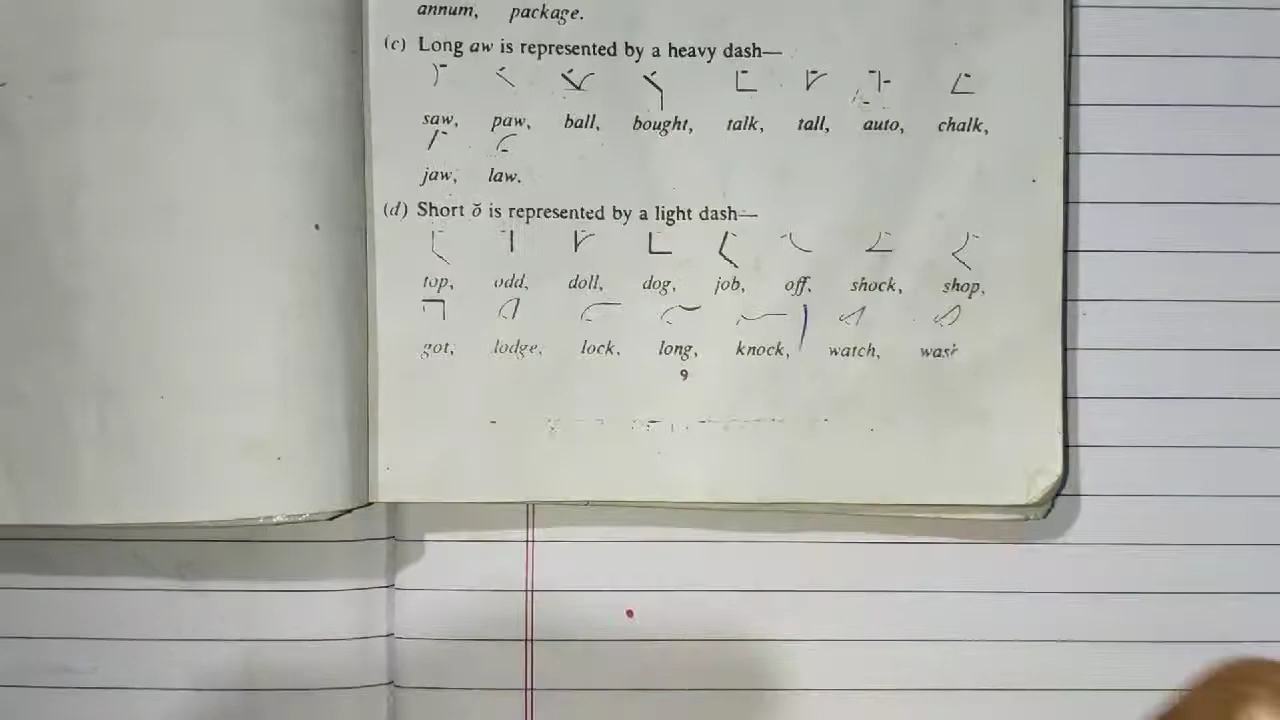 annum, package.
(c) Long aw is represented by a heavy dash—
saw, paw, ball, bought, talk, tall, auto, chalk,
jaw, law.
(d) Short ŏ is represented by a light dash—
top, odd, doll, dog, job, off, shock, shop,
got, lodge, lock, long, knock, watch, wash
9